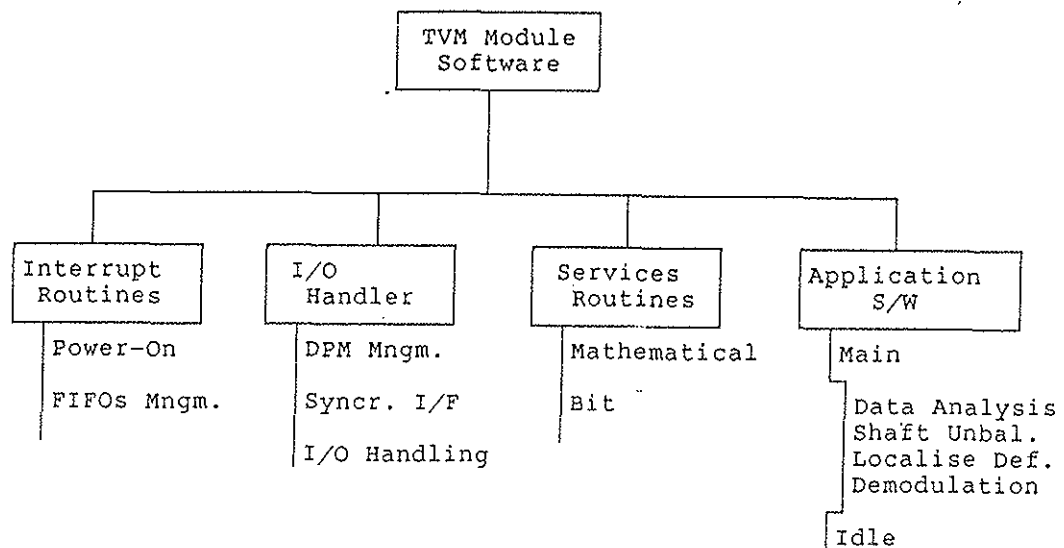 TVM Module
Software
Interrupt
Routines
Power-On
FIFOs Mngm.
I/O
Handler
DPM Mngm.
Syncr. I/F
I/O Handling
Services
Routines
Mathematical
Bit
Application
S/W
Main
Data Analysis
Shaft Unbal.
Localise Def.
Demodulation
Idle